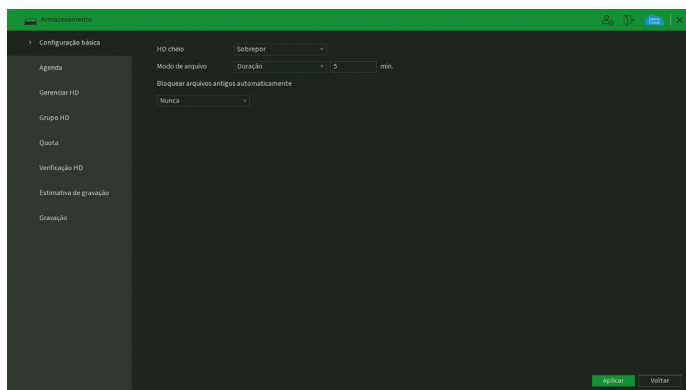 Armazenamento
Configuração básica
Agenda
Gerenciar HD
Grupo HD
Quota
Verificação HD
Estimativa de gravação
Gravação
HD cheio Sobrepor
Modo de arquivo Duração 5 min.
Bloquear arquivos antigos automaticamente
Nunca
Aplicar Voltar